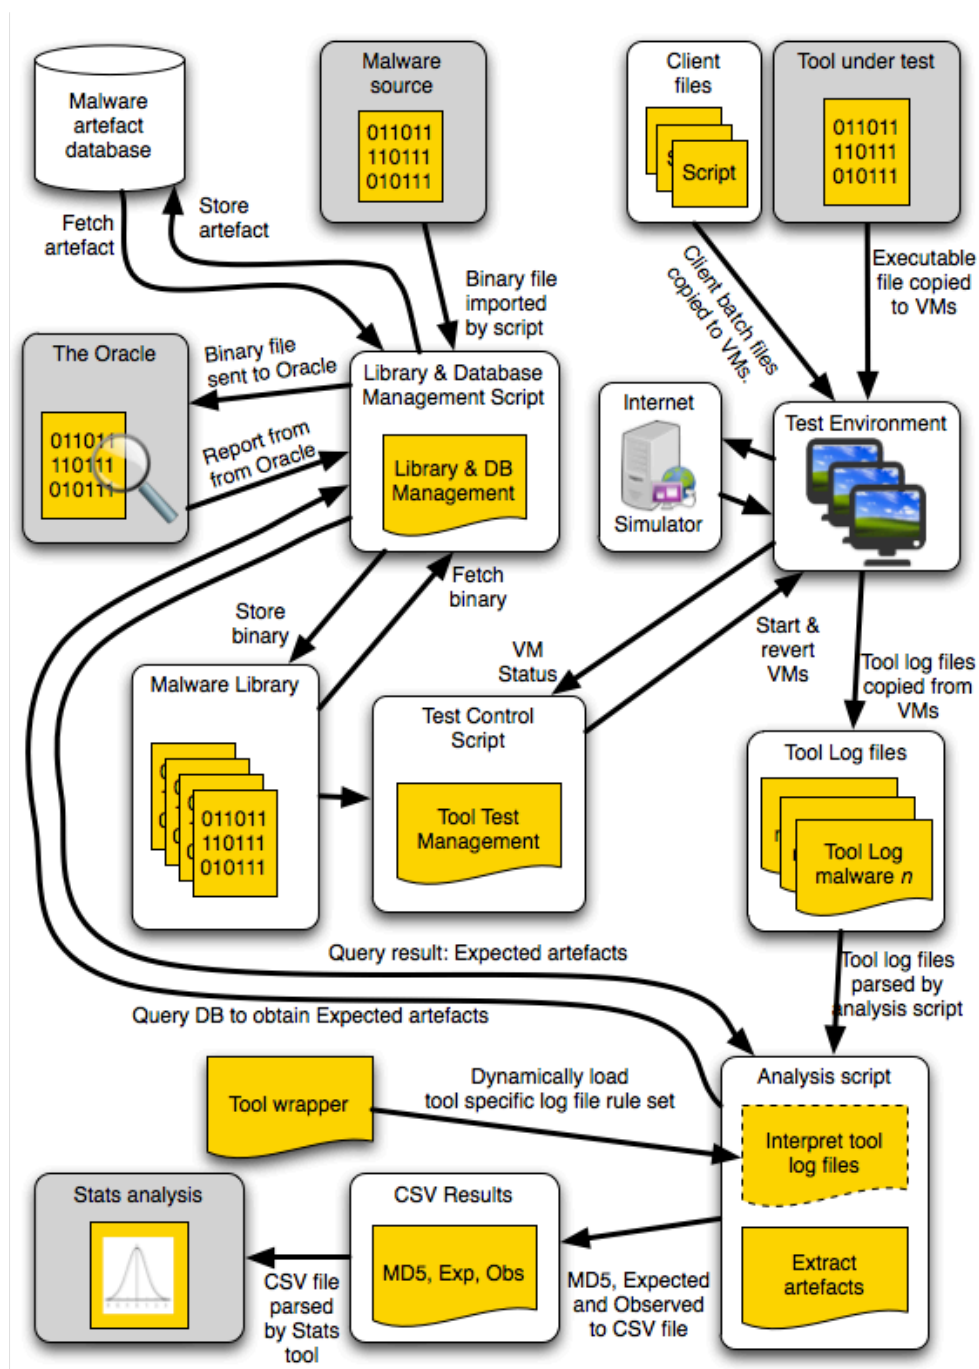 Malware
artefact
database
Malware
source
011011
110111
010111
Client
files
Script
Tool under test
011011
110111
010111
Fetch
artefact
Store
artefact
Binary file
imported
by script
Client batch files
copied to VMs.
Executable
file copied
to VMs
The Oracle
011011
110111
010111
Binary file
sent to Oracle
Report from
from Oracle
Library & Database
Management Script
Library & DB
Management
Internet
Simulator
Test Environment
Store
binary
Fetch
binary
VM
Status
Start &
revert
VMs
Tool log files
copied from
VMs
Malware Library
011011
110111
010111
Test Control
Script
Tool Test
Management
Tool Log files
Tool Log
malware n
Query result: Expected artefacts
Query DB to obtain Expected artefacts
Tool log files
parsed by
analysis script
Tool wrapper
Dynamically load
tool specific log file rule set
Analysis script
Interpret tool
log files
Extract
artefacts
Stats analysis
CSV file
parsed
by Stats
tool
CSV Results
MD5, Exp, Obs
MD5, Expected
and Observed
to CSV file